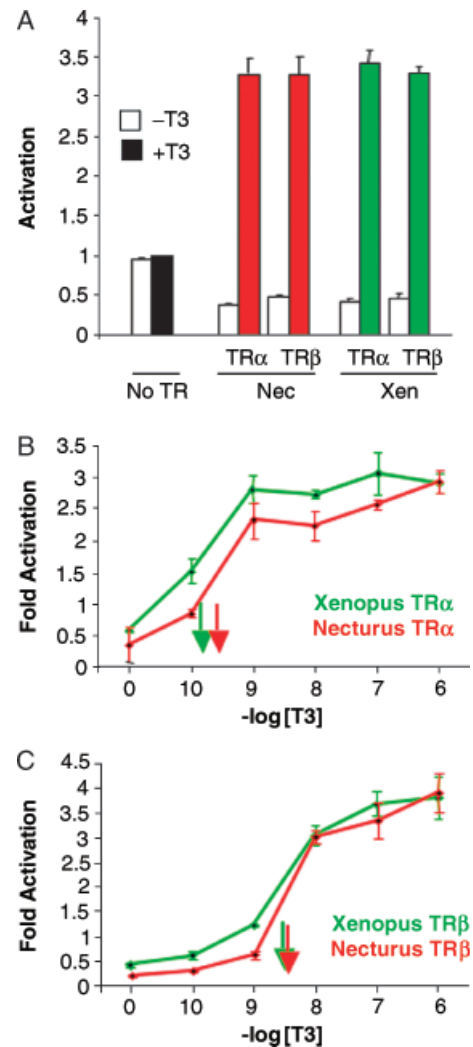 A
Activation
4
3.5
3
2.5
2
1.5
1
0.5
0
−T3
+T3
TRα TRβ TRα TRβ
No TR Nec Xen
B
Fold Activation
3.5
3
2.5
2
1.5
1
0.5
0
Xenopus TRα
Necturus TRα
0 10 9 8 7 6
-log[T3]
C
Fold Activation
4.5
4
3.5
3
2.5
2
1.5
1
0.5
0
Xenopus TRβ
Necturus TRβ
0 10 9 8 7 6
-log[T3]